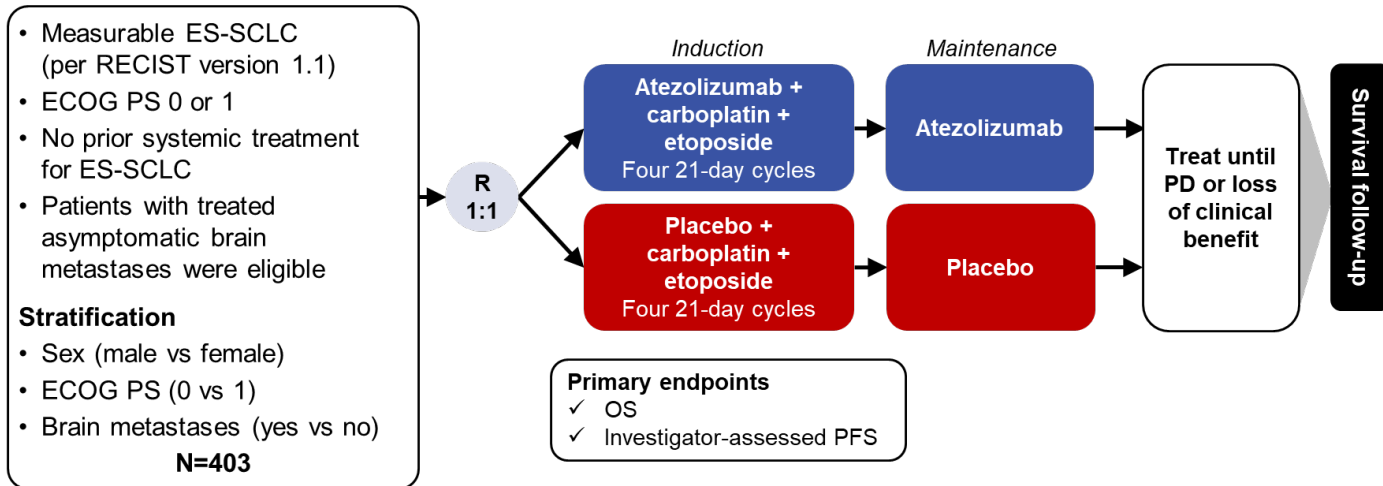 • Measurable ES-SCLC
(per RECIST version 1.1)
• ECOG PS 0 or 1
• No prior systemic treatment
for ES-SCLC
• Patients with treated
asymptomatic brain
metastases were eligible
Stratification
• Sex (male vs female)
• ECOG PS (0 vs 1)
• Brain metastases (yes vs no)
N=403
R
1:1
Induction
Atezolizumab +
carboplatin +
etoposide
Four 21-day cycles
Placebo +
carboplatin +
etoposide
Four 21-day cycles
Maintenance
Atezolizumab
Placebo
Treat until
PD or loss
of clinical
benefit
Survival follow-up
Primary endpoints
✓ OS
✓ Investigator-assessed PFS